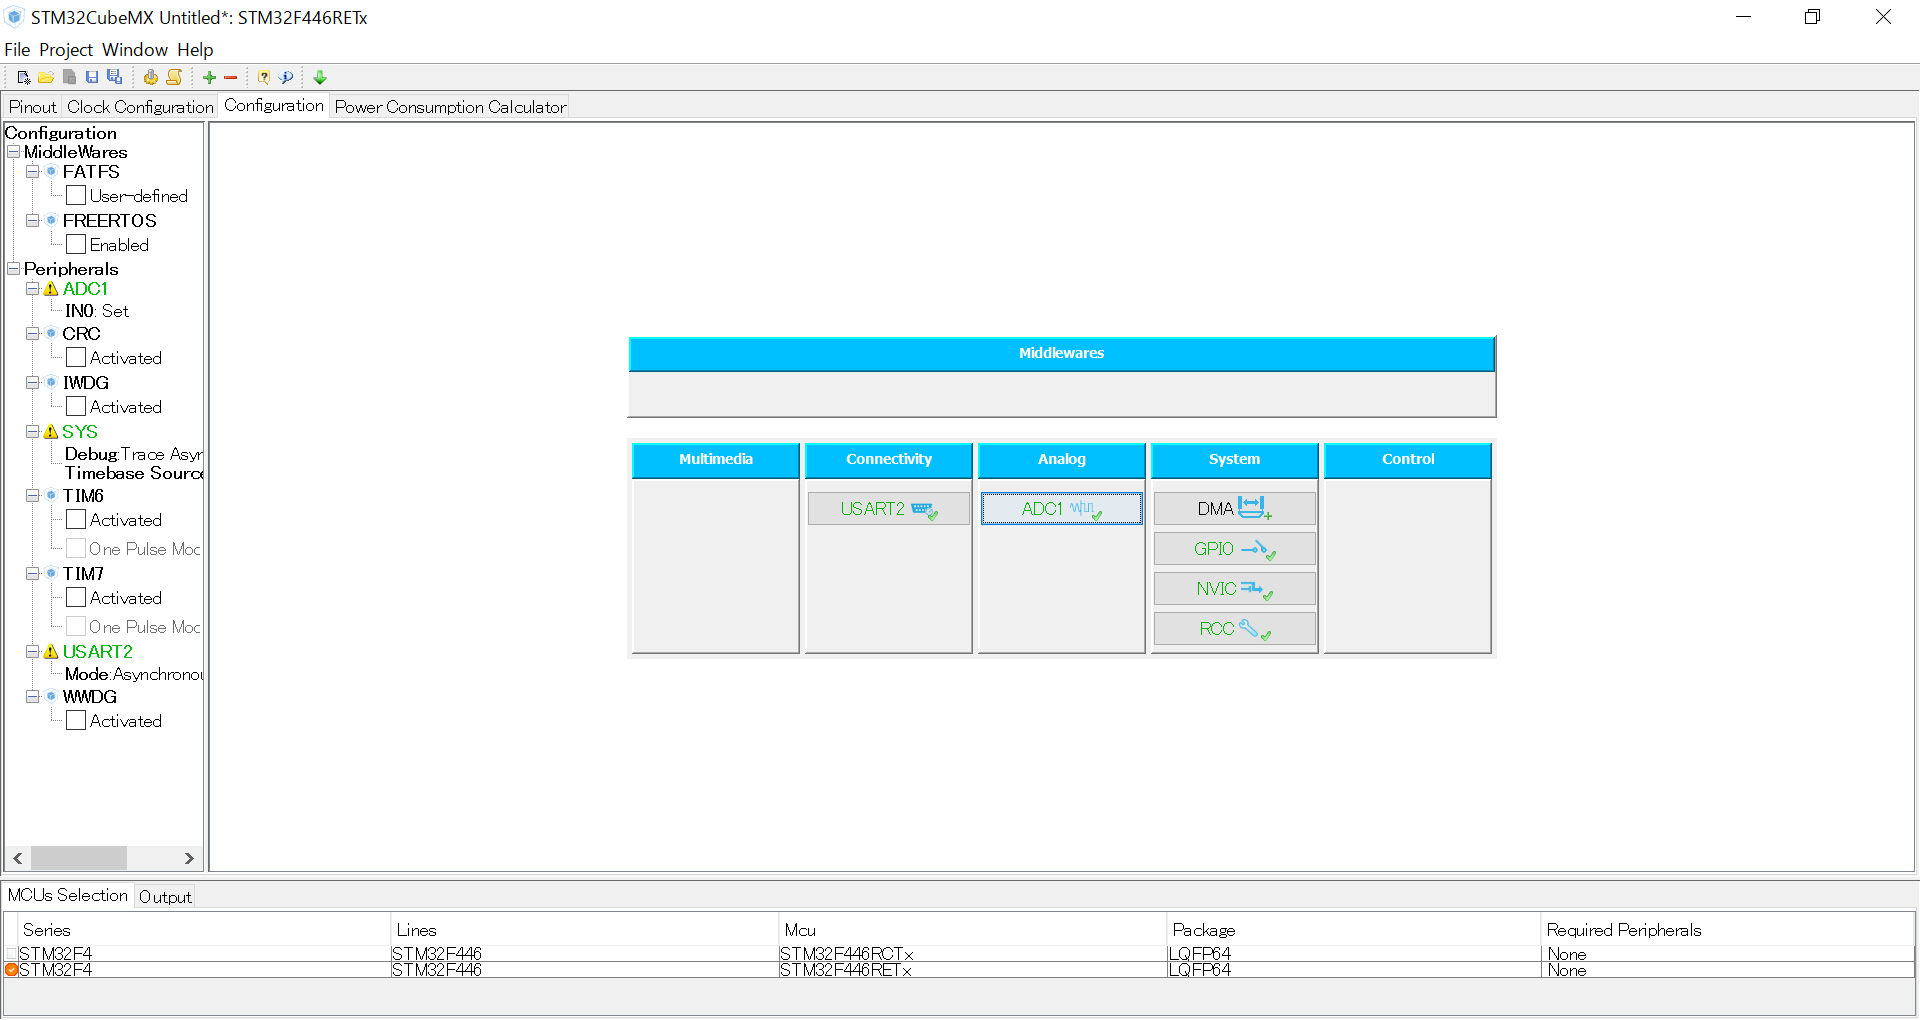 STM32CubeMX Untitled*: STM32F446RETx
File Project Window Help
Pinout Clock Configuration Configuration Power Consumption Calculator
Configuration
MiddleWares
FATFS
User-defined
FREERTOS
Enabled
Peripherals
ADC1
IN0: Set
CRC
Activated
IWDG
Activated
SYS
Debug:Trace Asyr
Timebase Source
TIM6
Activated
One Pulse Moc
TIM7
Activated
One Pulse Moc
USART2
Mode:Asynchronou
WWDG
Activated
Middlewares
Multimedia Connectivity Analog System Control
USART2 ADC1 DMA
GPIO
NVIC
RCC
MCUs Selection Output
Series Lines Mcu Package Required Peripherals
STM32F4 STM32F446 STM32F446RCTx LQFP64 None
STM32F4 STM32F446 STM32F446RETx LQFP64 None